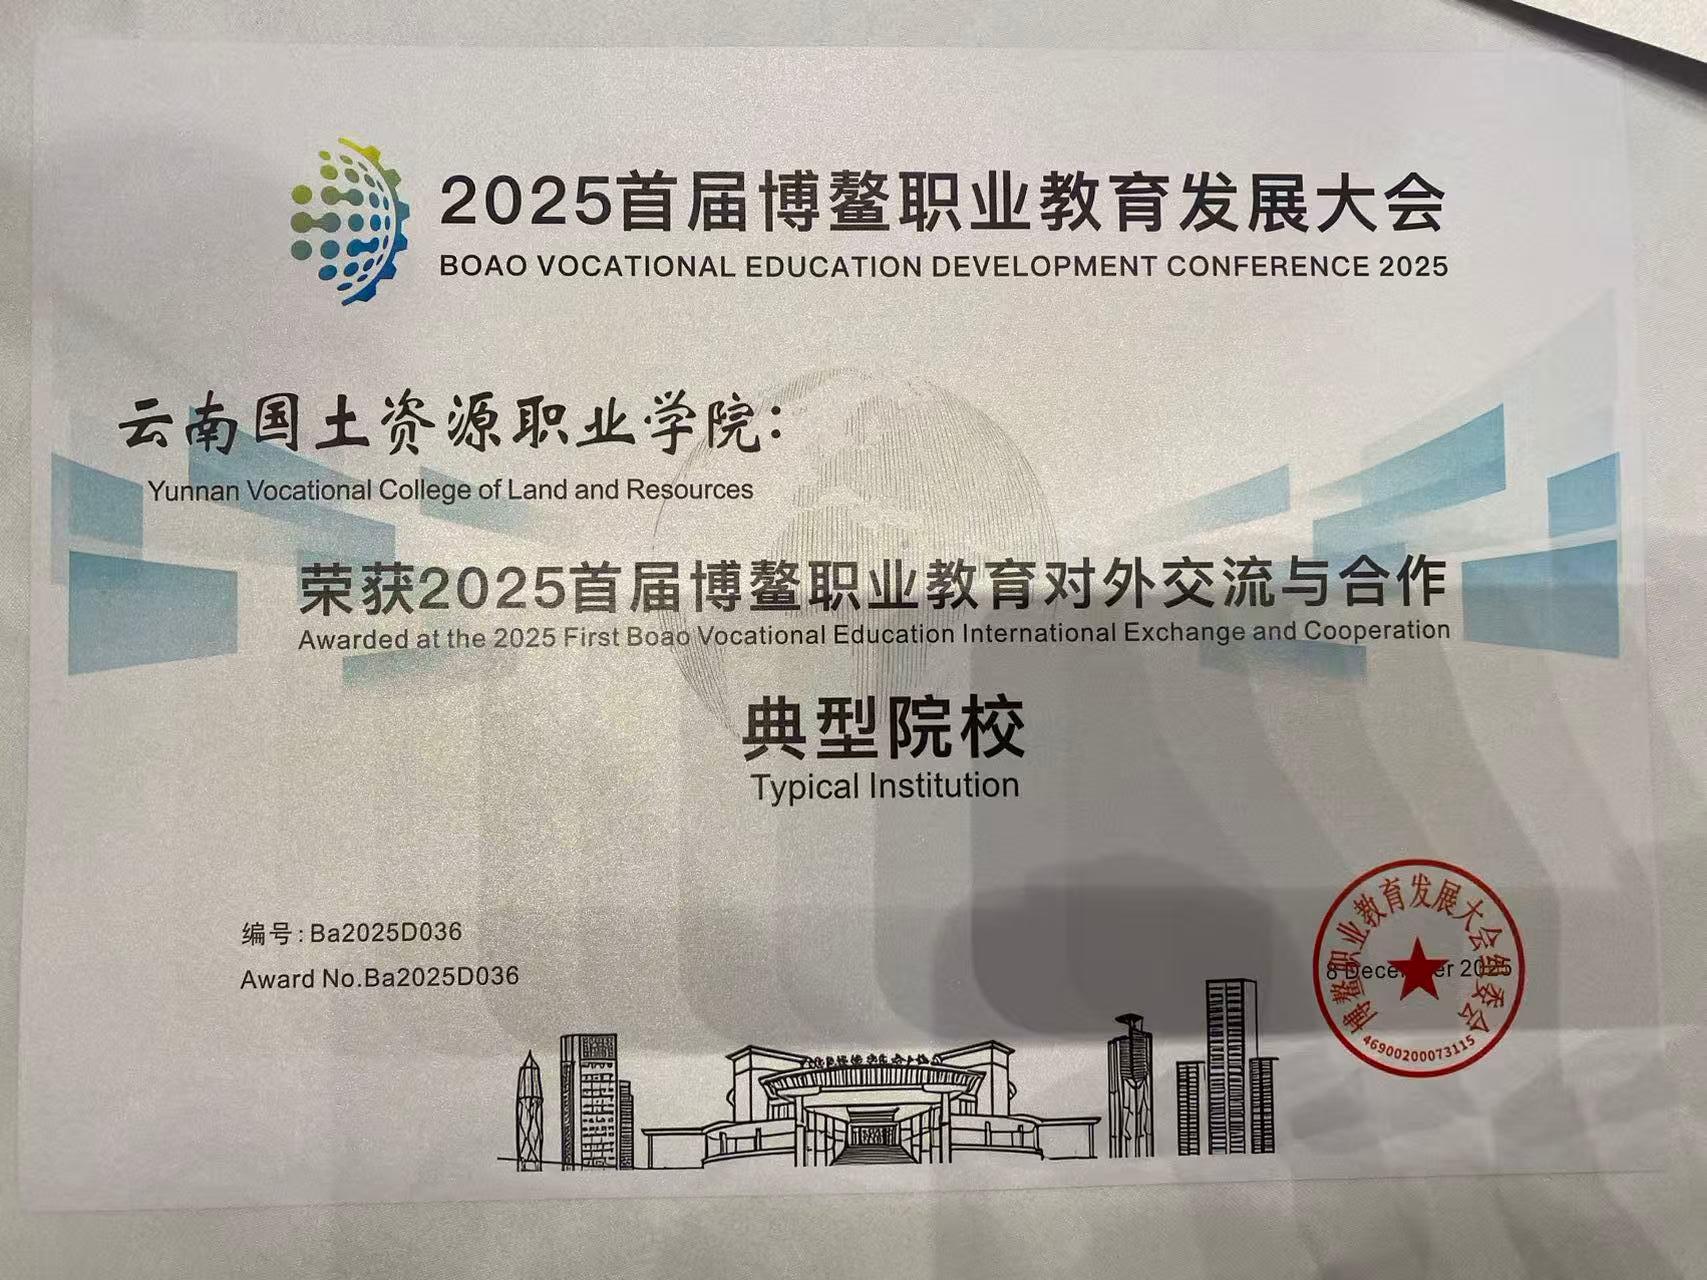 2025首届博鳌职业教育发展大会
BOAO VOCATIONAL EDUCATION DEVELOPMENT CONFERENCE 2025
云南国土资源职业学院：
Yunnan Vocational College of Land and Resources
荣获2025首届博鳌职业教育对外交流与合作
Awarded at the 2025 First Boao Vocational Education International Exchange and Cooperation
典型院校
Typical Institution
编号:Ba2025D036
Award No.Ba2025D036
博鳌职业教育发展大会组委会
8 December 2025
46900200073115